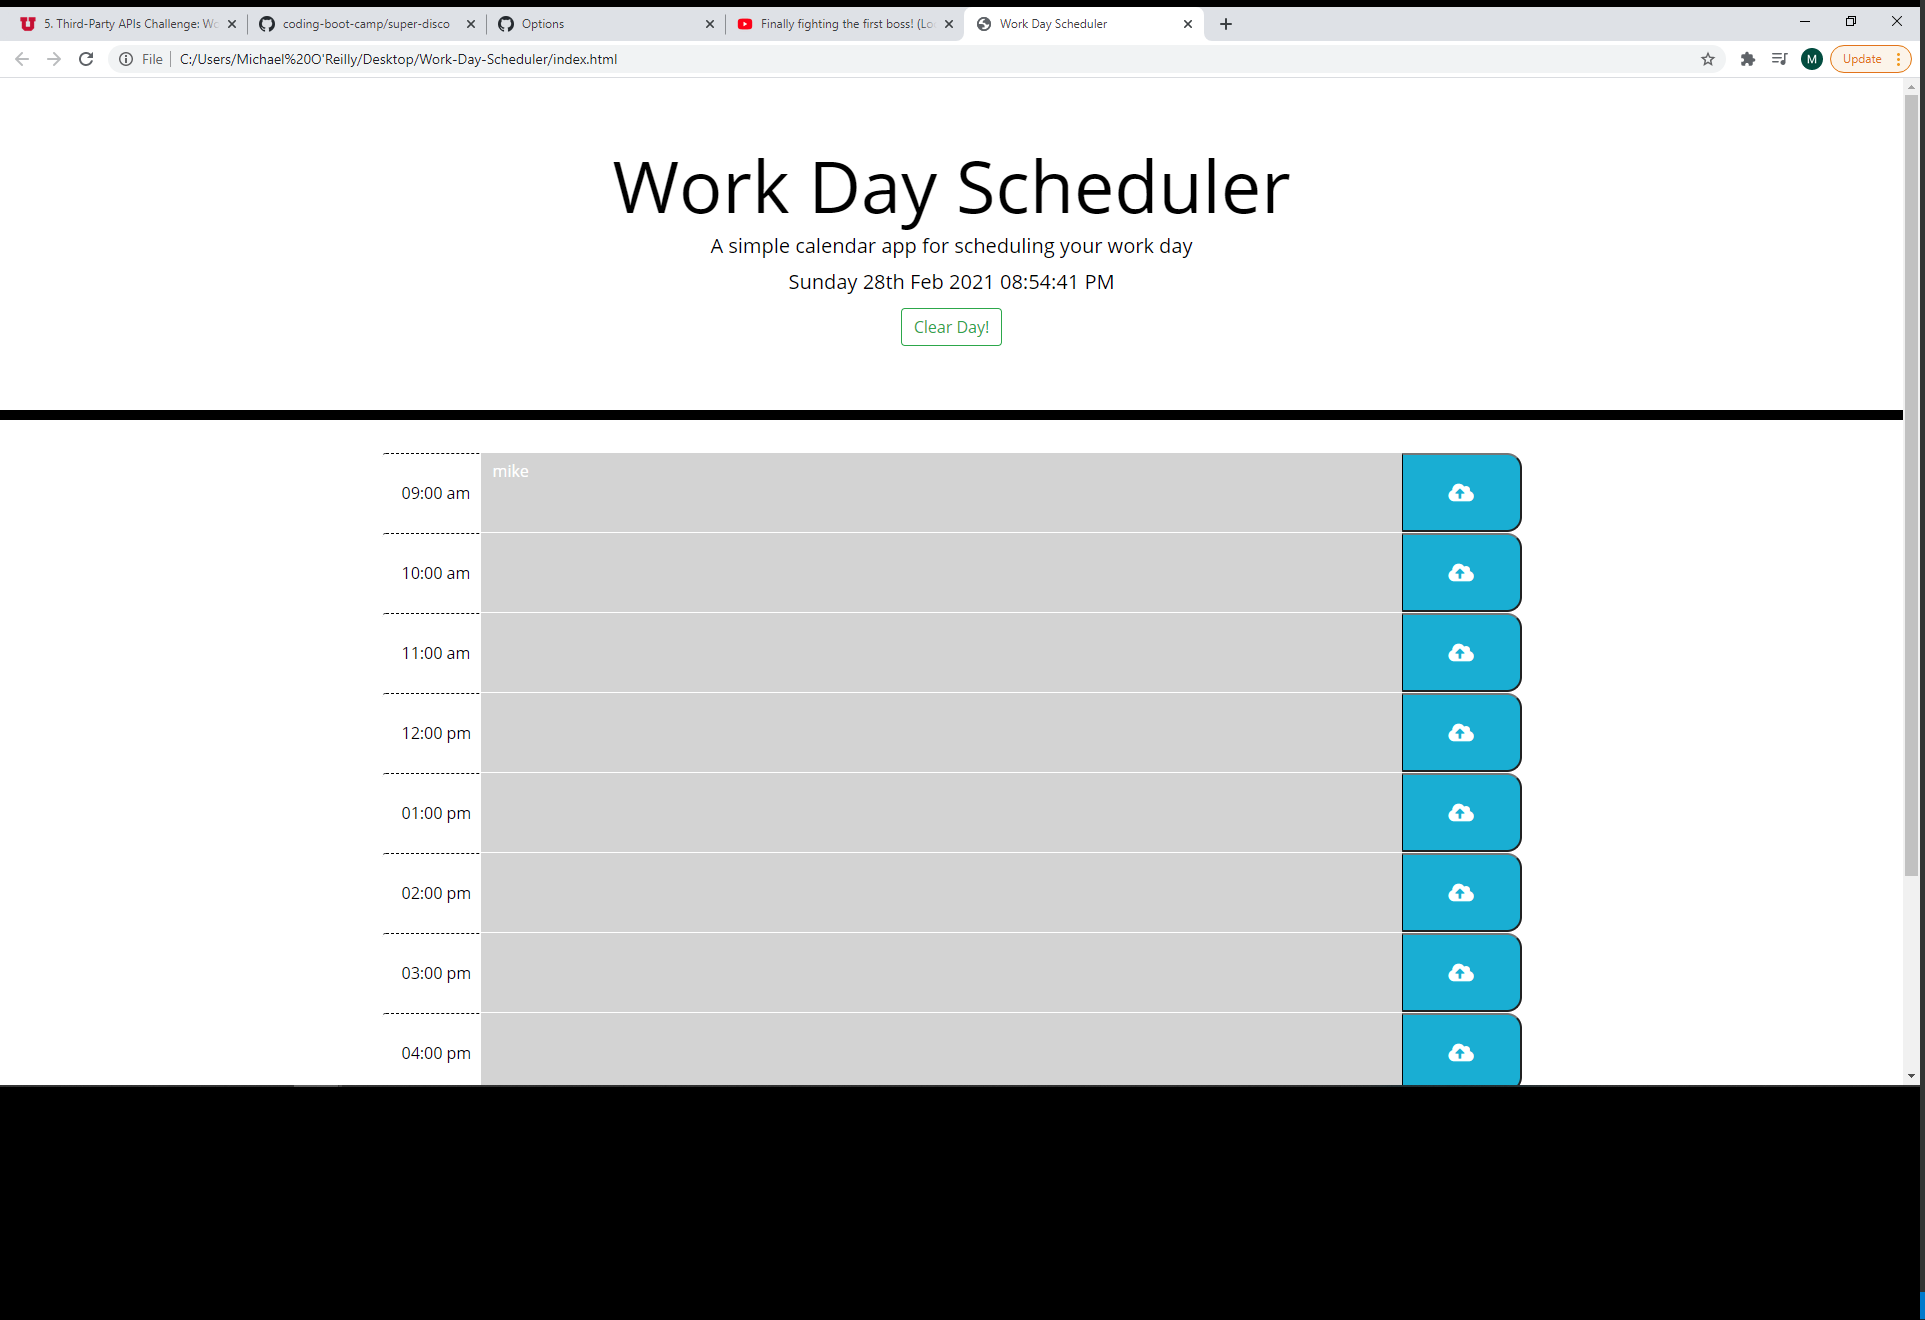 5. Third-Party APIs Challenge: Wo
coding-boot-camp/super-disco
Options
Finally fighting the first boss! (Lo
Work Day Scheduler
File
C:/Users/Michael%20O'Reilly/Desktop/Work-Day-Scheduler/index.html
M
Update
Work Day Scheduler
A simple calendar app for scheduling your work day
Sunday 28th Feb 2021 08:54:41 PM
Clear Day!
09:00 am
mike
10:00 am
11:00 am
12:00 pm
01:00 pm
02:00 pm
03:00 pm
04:00 pm